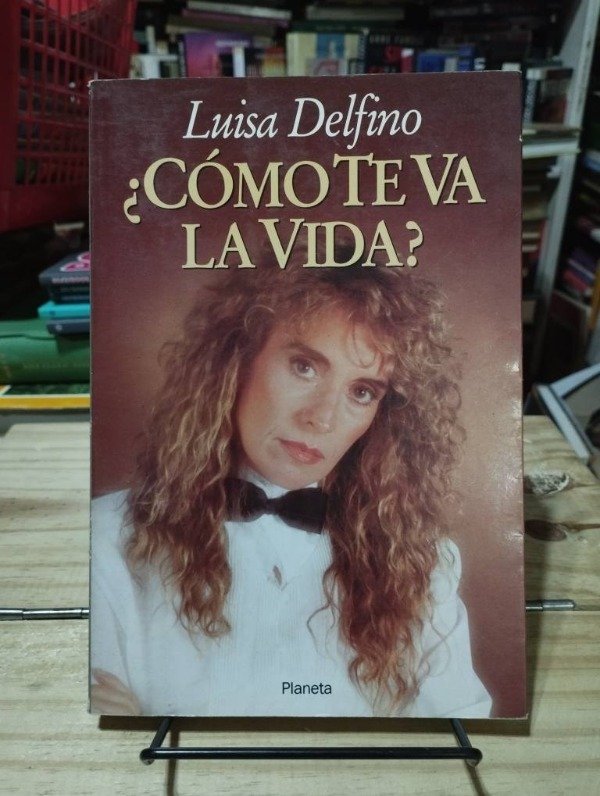 Luisa Delfino
¿CÓMO TE VA
LA VIDA?
Planeta